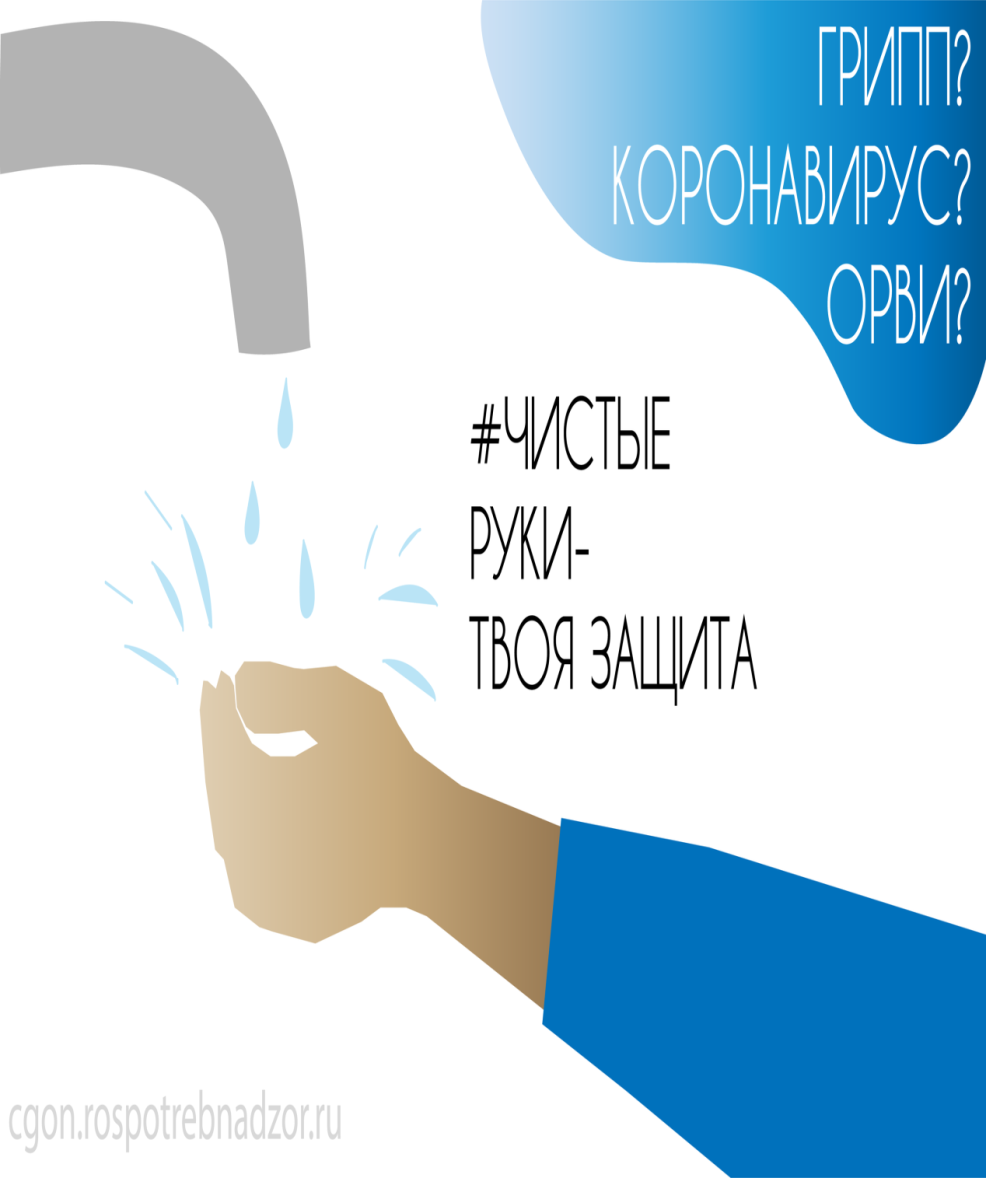 ГРИПП?
КОРОНАВИРУС?
ОРВИ?
#ЧИСТЫЕ
РУКИ-
ТВОЯ ЗАЩИТА
cgon.rospotrebnadzor.ru